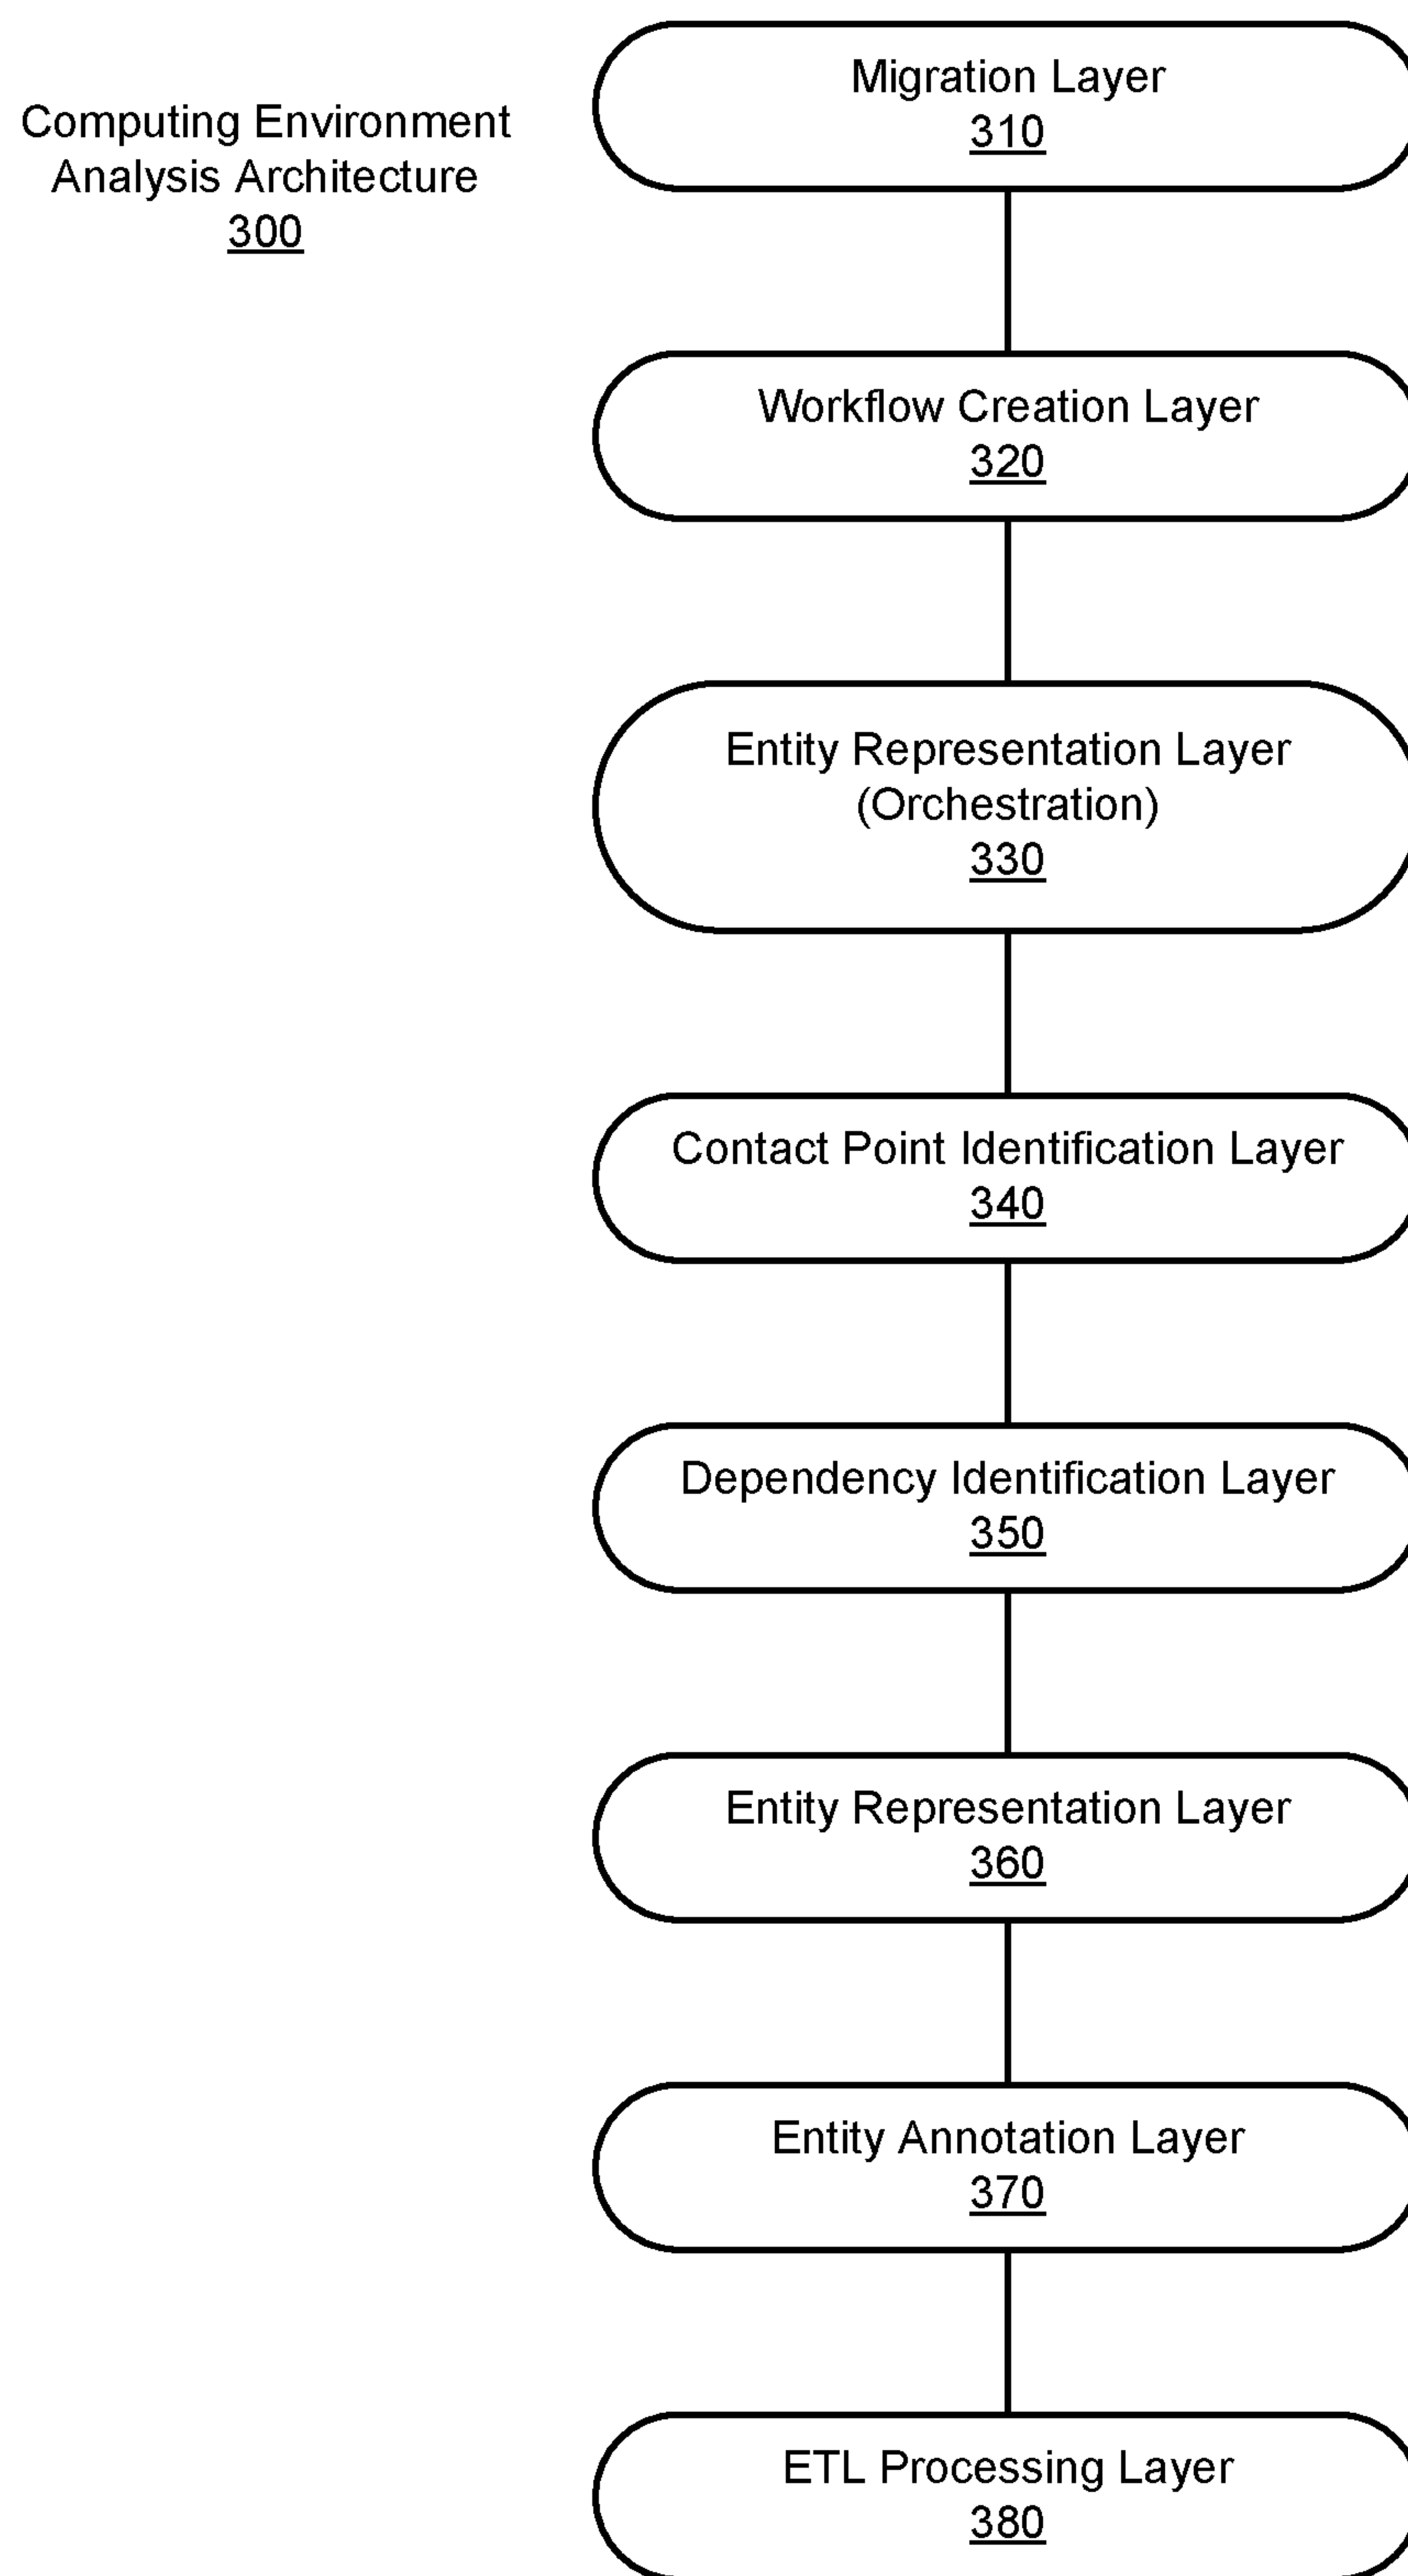 Computing Environment
Analysis Architecture
300
Migration Layer
310
Workflow Creation Layer
320
Entity Representation Layer
(Orchestration)
330
Contact Point Identification Layer
340
Dependency Identification Layer
350
Entity Representation Layer
360
Entity Annotation Layer
370
ETL Processing Layer
380